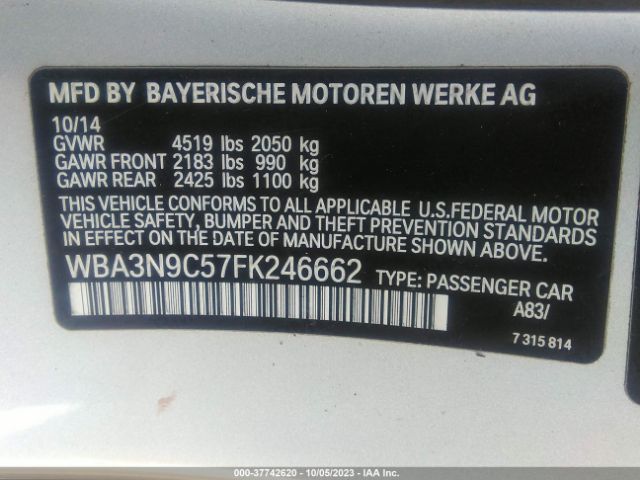 MFD BY BAYERISCHE MOTOREN WERKE AG
10/14
GVWR 4519 lbs 2050 kg
GAWR FRONT 2183 lbs 990 kg
GAWR REAR 2425 lbs 1100 kg
THIS VEHICLE CONFORMS TO ALL APPLICABLE U.S.FEDERAL MOTOR
VEHICLE SAFETY, BUMPER AND THEFT PREVENTION STANDARDS
IN EFFECT ON THE DATE OF MANUFACTURE SHOWN ABOVE.
WBA3N9C57FK246662 TYPE: PASSENGER CAR
A83/
7 315 814
000-37742620 - 10/05/2023 - IAA Inc.